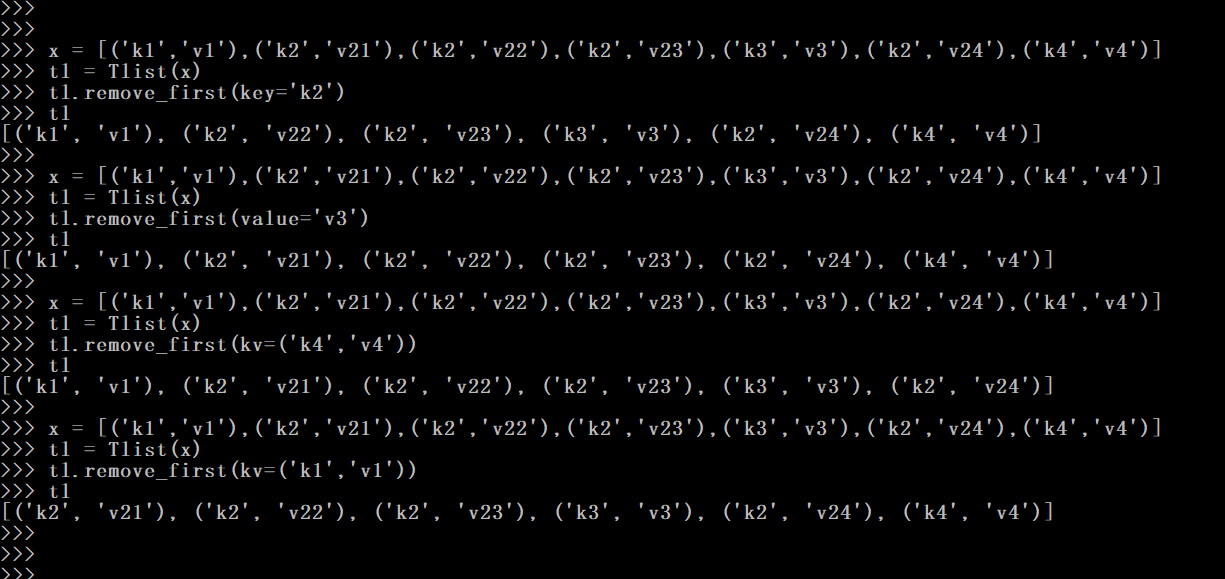 >>>
>>>
>>> x = [('k1','v1'),('k2','v21'),('k2','v22'),('k2','v23'),('k3','v3'),('k2','v24'),('k4','v4')]
>>> tl = Tlist(x)
>>> tl.remove_first(key='k2')
>>> tl
[('k1', 'v1'), ('k2', 'v22'), ('k2', 'v23'), ('k3', 'v3'), ('k2', 'v24'), ('k4', 'v4')]
>>>
>>> x = [('k1','v1'),('k2','v21'),('k2','v22'),('k2','v23'),('k3','v3'),('k2','v24'),('k4','v4')]
>>> tl = Tlist(x)
>>> tl.remove_first(value='v3')
>>> tl
[('k1', 'v1'), ('k2', 'v21'), ('k2', 'v22'), ('k2', 'v23'), ('k2', 'v24'), ('k4', 'v4')]
>>>
>>> x = [('k1','v1'),('k2','v21'),('k2','v22'),('k2','v23'),('k3','v3'),('k2','v24'),('k4','v4')]
>>> tl = Tlist(x)
>>> tl.remove_first(kv=('k4','v4'))
>>> tl
[('k1', 'v1'), ('k2', 'v21'), ('k2', 'v22'), ('k2', 'v23'), ('k3', 'v3'), ('k2', 'v24')]
>>>
>>> x = [('k1','v1'),('k2','v21'),('k2','v22'),('k2','v23'),('k3','v3'),('k2','v24'),('k4','v4')]
>>> tl = Tlist(x)
>>> tl.remove_first(kv=('k1','v1'))
>>> tl
[('k2', 'v21'), ('k2', 'v22'), ('k2', 'v23'), ('k3', 'v3'), ('k2', 'v24'), ('k4', 'v4')]
>>>
>>>
>>>